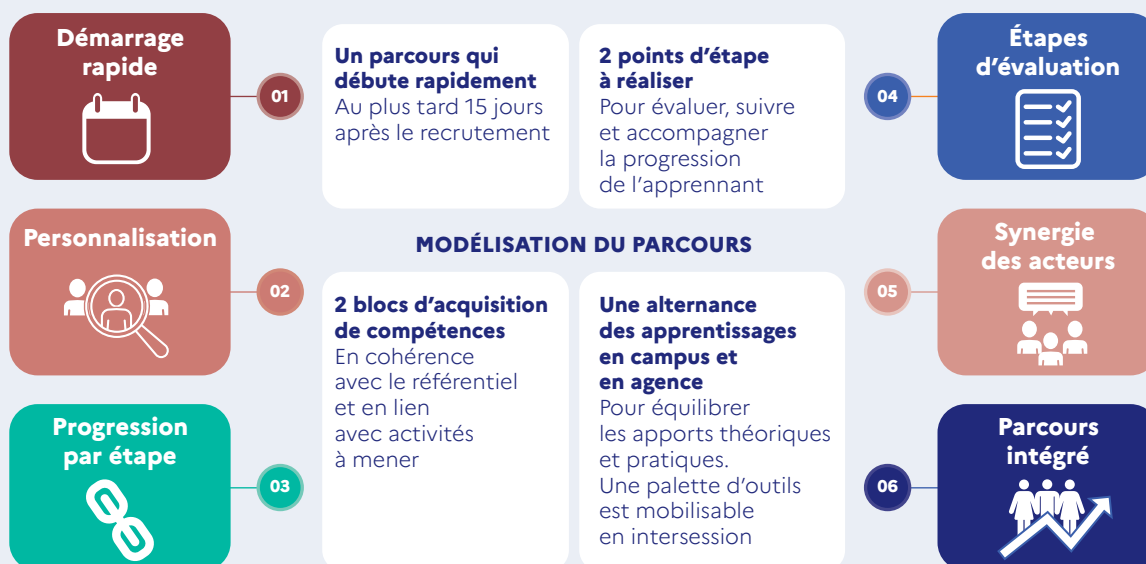 Démarrage
rapide
01
Un parcours qui
débute rapidement
Au plus tard 15 jours
après le recrutement
2 points d'étape
à réaliser
Pour évaluer, suivre
et accompagner
la progression
de l'apprennant
04
Étapes
d'évaluation
Personnalisation
02
MODÉLISATION DU PARCOURS
05
Synergie
des acteurs
2 blocs d'acquisition
de compétences
En cohérence
avec le référentiel
et en lien
avec activités
à mener
Une alternance
des apprentissages
en campus et
en agence
Pour équilibrer
les apports théoriques
et pratiques.
Une palette d'outils
est mobilisable
en intersession
Progression
par étape
03
06
Parcours
intégré